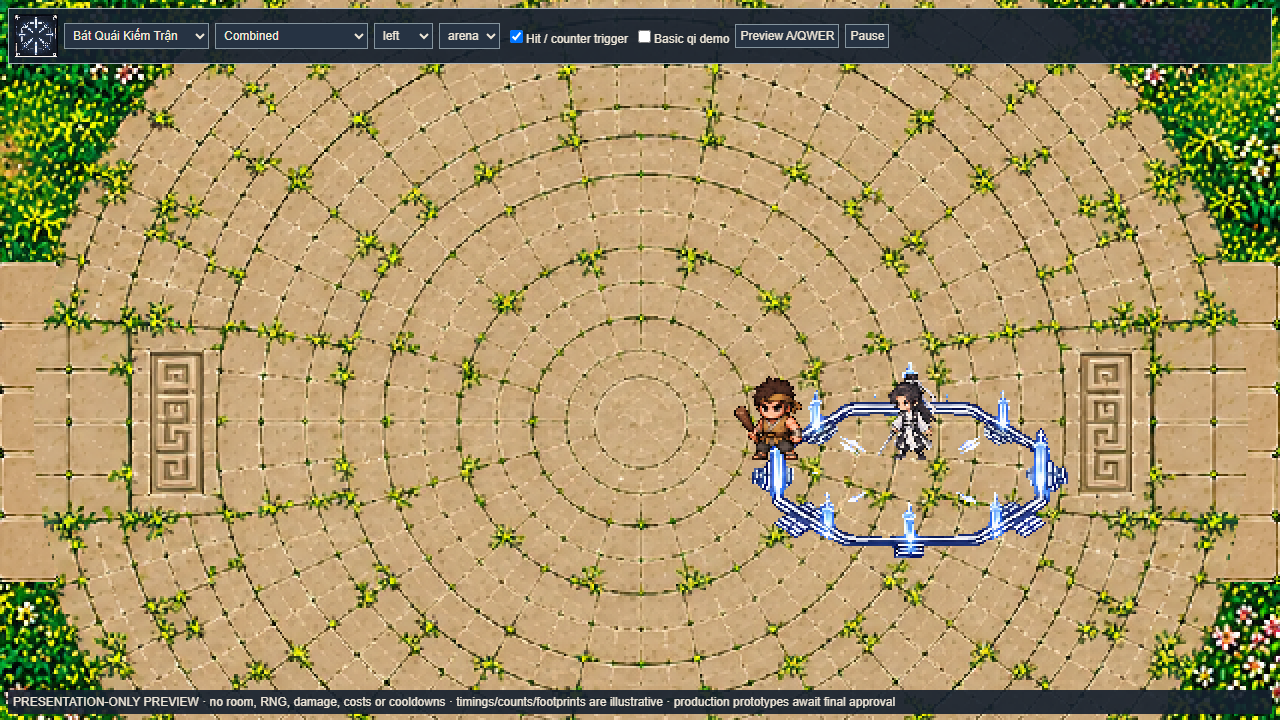 Bát Quái Kiếm Trận Combined left arena Hit / counter trigger Basic qi demo Preview A/QWER Pause
PRESENTATION-ONLY PREVIEW · no room, RNG, damage, costs or cooldowns · timings/counts/footprints are illustrative · production prototypes await final approval